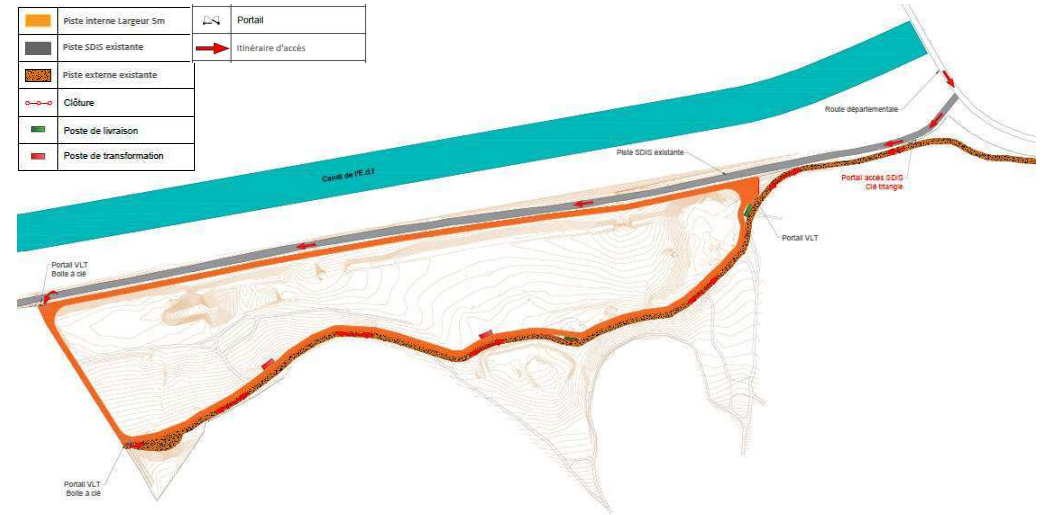 Piste interne Largeur 5m
Piste SDIS existante
Piste externe existante
Clôture
Poste de livraison
Poste de transformation
Portail
Itinéraire d'accès
Route départementale
Piste SDIS existante
Canal de l'E.d.f
Portail accès SDIS
Clé triangle
Portail VLT
Portail VLT
Boite à clé
Portail VLT
Boite à clé